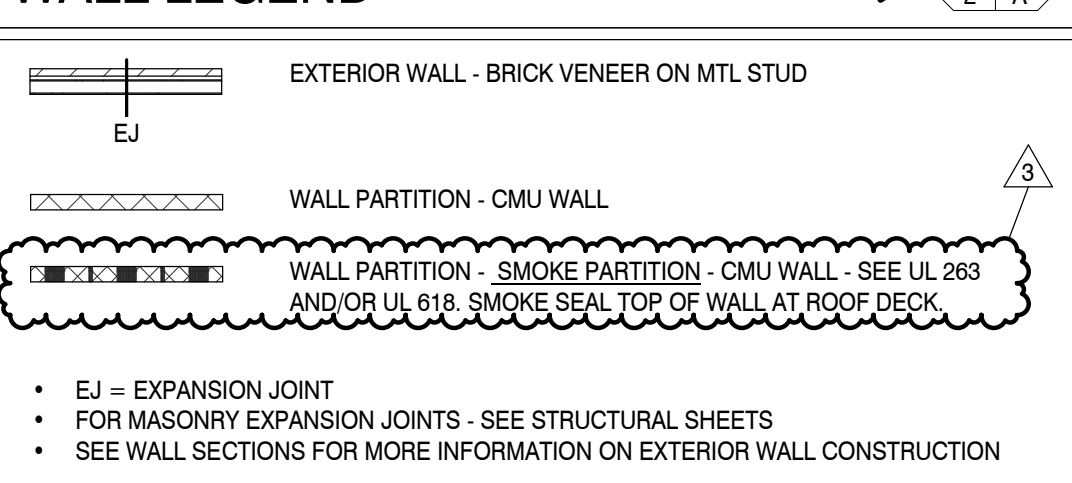 WALL LEGEND
2 A
EXTERIOR WALL - BRICK VENEER ON MTL STUD
EJ
3
WALL PARTITION - CMU WALL
WALL PARTITION - SMOKE PARTITION - CMU WALL - SEE UL 263
AND/OR UL 618. SMOKE SEAL TOP OF WALL AT ROOF DECK.
• EJ = EXPANSION JOINT
• FOR MASONRY EXPANSION JOINTS - SEE STRUCTURAL SHEETS
• SEE WALL SECTIONS FOR MORE INFORMATION ON EXTERIOR WALL CONSTRUCTION